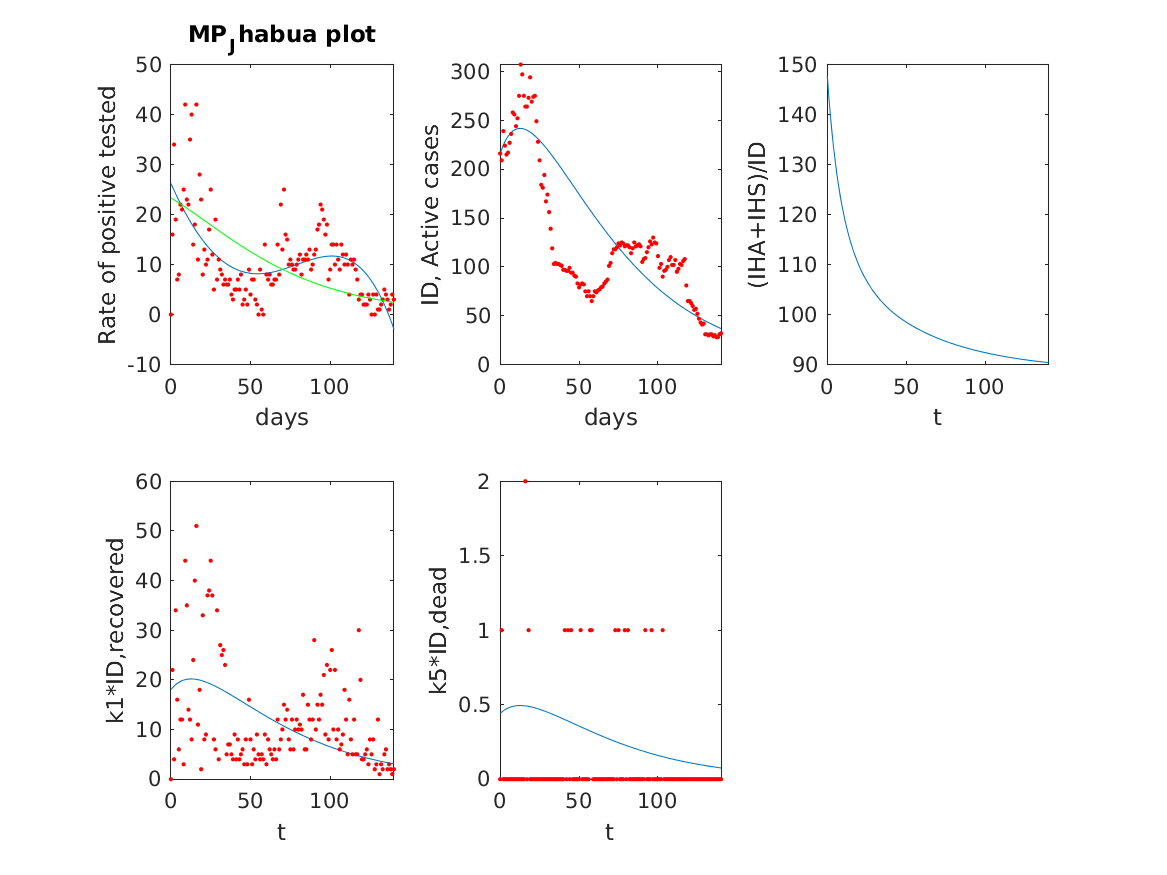 MP_Jhabua plot
50
40
30
20
10
0
-10
Rate of positive tested
0 50 100
days
300
250
200
150
100
50
0
ID, Active cases
0 50 100
days
150
140
130
120
110
100
90
(IHA+IHS)/ID
0 50 100
t
60
50
40
30
20
10
0
k1*ID,recovered
0 50 100
t
2
1.5
1
0.5
0
k5*ID,dead
0 50 100
t